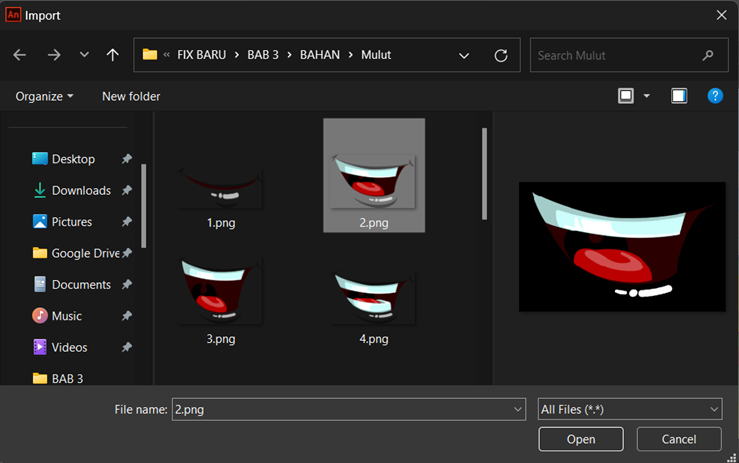 An Import
« FIX BARU > BAB 3 > BAHAN > Mulut
Search Mulut
Organize
New folder
?
Desktop
Downloads
Pictures
Google Drive
Documents
Music
Videos
BAB 3
1.png
2.png
3.png
4.png
File name: 2.png
All Files (*.*)
Open
Cancel